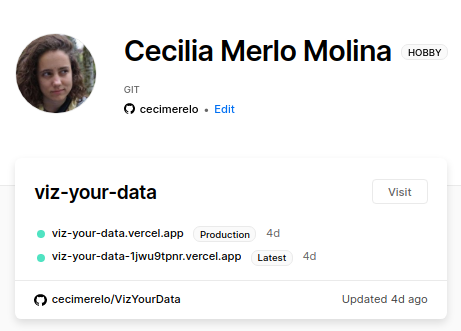 Cecilia Merlo Molina HOBBY
GIT
cecimerelo • Edit
viz-your-data Visit
viz-your-data.vercel.app Production 4d
viz-your-data-1jwu9tpnr.vercel.app Latest 4d
cecimerelo/VizYourData Updated 4d ago